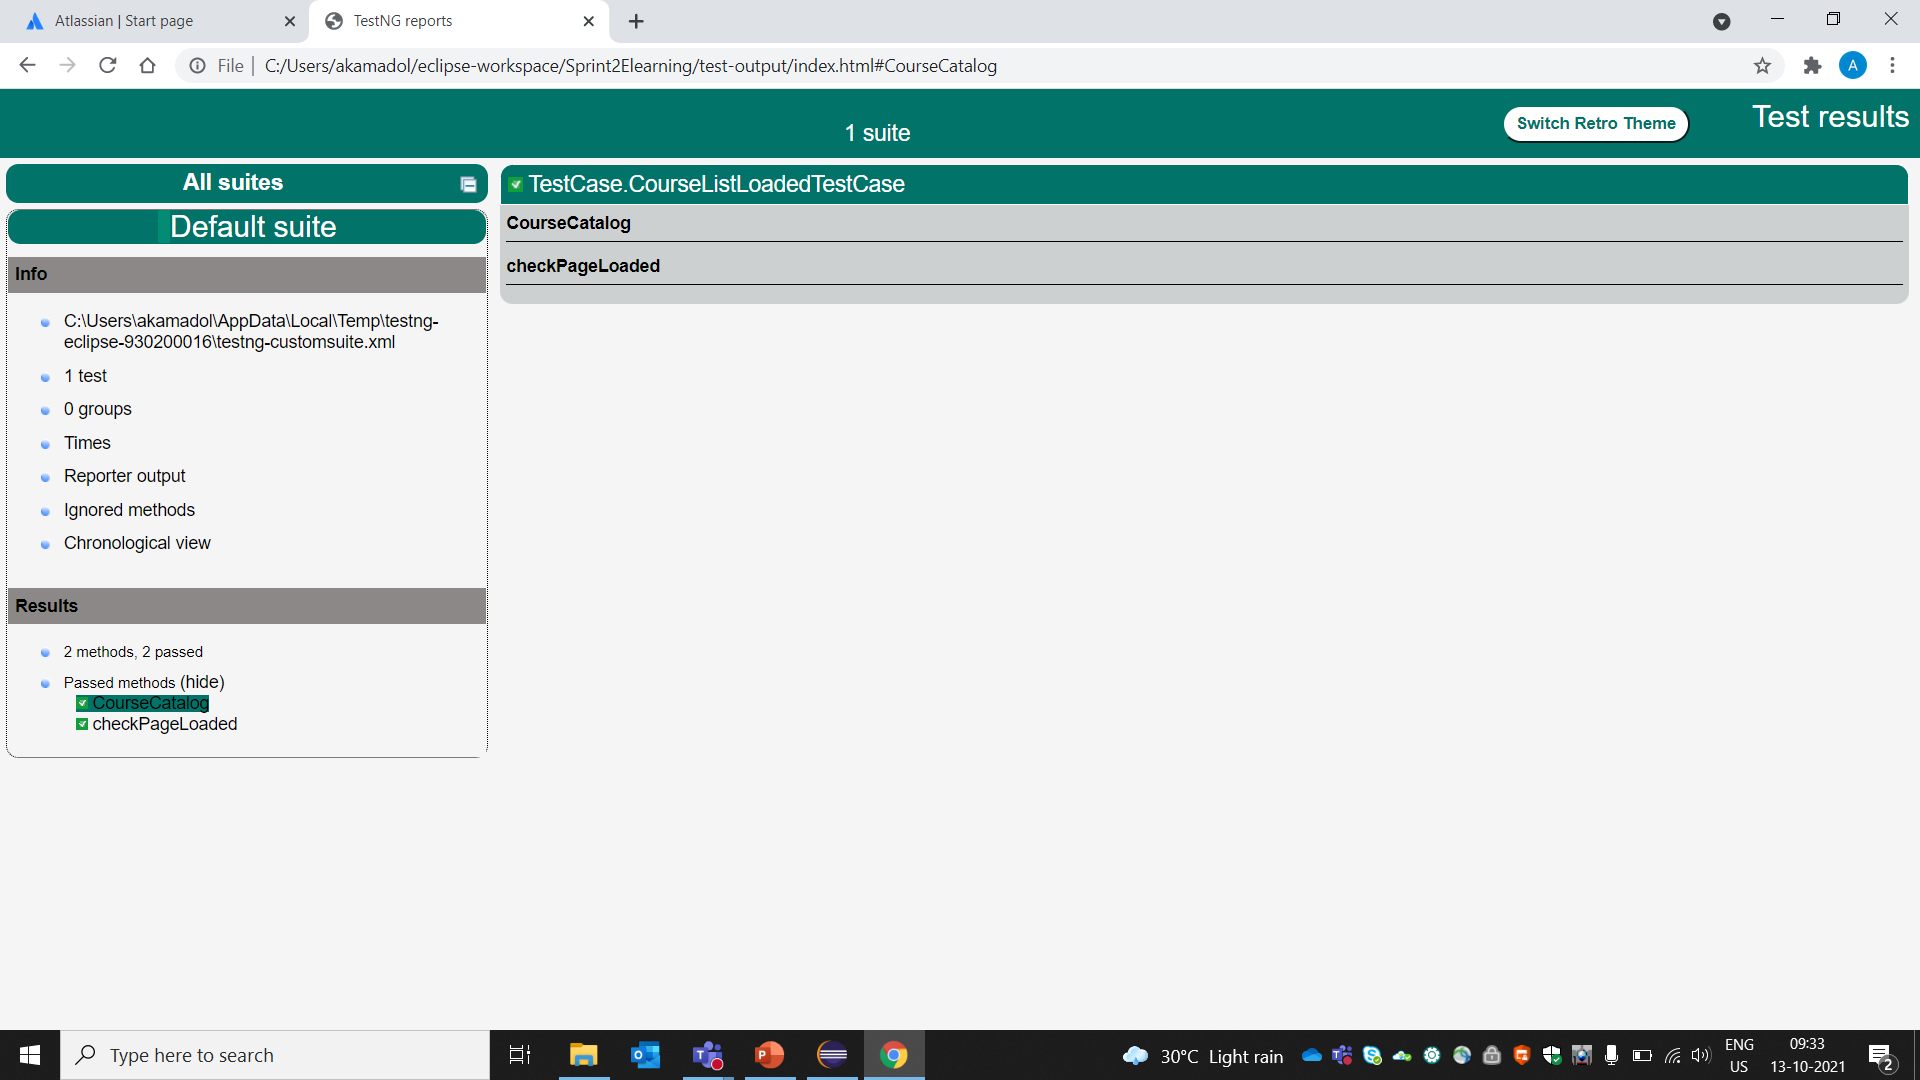 Atlassian | Start page
TestNG reports
File
C:/Users/akamadol/eclipse-workspace/Sprint2Elearning/test-output/index.html#CourseCatalog
A
1 suite
Switch Retro Theme
Test results
All suites
Default suite
Info
C:\Users\akamadol\AppData\Local\Temp\testng-
eclipse-930200016\testng-customsuite.xml
1 test
0 groups
Times
Reporter output
Ignored methods
Chronological view
Results
2 methods, 2 passed
Passed methods (hide)
CourseCatalog
checkPageLoaded
TestCase.CourseListLoadedTestCase
CourseCatalog
checkPageLoaded
Type here to search
30°C Light rain
ENG
US
09:33
13-10-2021
2